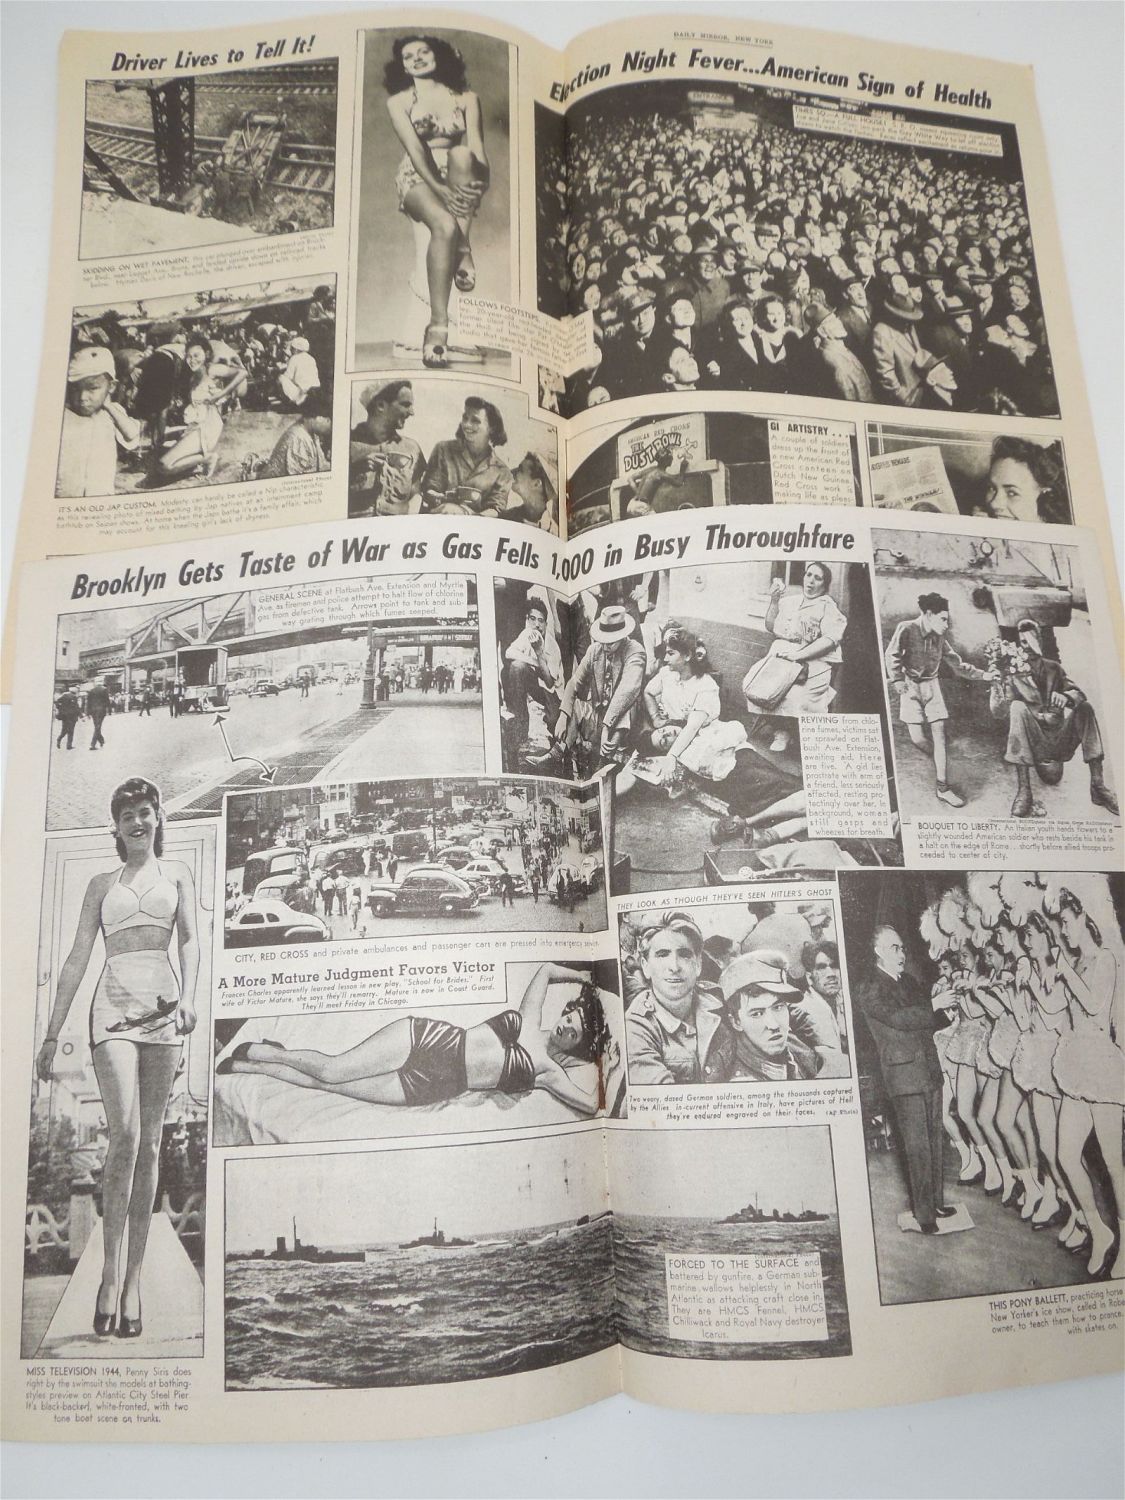 DAILY MIRROR, NEW YORK
Driver Lives to Tell It!
Election Night Fever...American Sign of Health
SKIDDING ON WET PAVEMENT, this car plunged over embankment on
below.
of New Rochelle, the driver, escaped with injuries.
FOLLOWS FOOTSTEPS.
TIMES SQ.—A FULL HOUSE!
IT'S AN OLD JAP CUSTOM. Modesty can hardly be called a Nip characteristic
as this revealing photo of mixed bathing by Jap natives at an internment camp
bathtub on Saipan shows. At home when the Japs bathe it's a family affair, which
may account for this kneeling girl's lack of shyness.
AMERICAN RED CROSS
THE
DUST BOWL
GI ARTISTRY . . .
A couple of soldiers
dress up the front of
a new American Red
Cross canteen on
Dutch New Guinea.
Red Cross work is
making life as pleas-
Brooklyn Gets Taste of War as Gas Fells 1,000 in Busy Thoroughfare
GENERAL SCENE at Flatbush Ave. Extension and Myrtle
Ave. as firemen and police attempt to halt flow of chlorine
gas from defective tank. Arrows point to tank and sub-
way grating through which fumes seeped.
REVIVING from chlo-
rine fumes, victims sat
or sprawled on Flat-
bush Ave. Extension,
awaiting aid. Here
are five. A girl lies
prostrate with arm of
a friend, less seriously
affected, resting pro-
tectingly over her. In
background, woman
still gasps and
wheezes for breath.
BOUQUET TO LIBERTY. An Italian youth hands flowers to a
slightly wounded American soldier who rests beside his tank in
a halt on the edge of Rome... shortly before allied troops pro-
ceeded to center of city.
CITY, RED CROSS and private ambulances and passenger cars are pressed into emergency service.
A More Mature Judgment Favors Victor
Frances Charles apparently learned lesson in new play, "School for Brides." First
wife of Victor Mature, she says they'll remarry. Mature is now in Coast Guard.
They'll meet Friday in Chicago.
THEY LOOK AS THOUGH THEY'VE SEEN HITLER'S GHOST
Two weary, dazed German soldiers, among the thousands captured
by the Allies in current offensive in Italy, have pictures of Hell
they've endured engraved on their faces. (AP Photo)
FORCED TO THE SURFACE and
battered by gunfire, a German sub-
marine wallows helplessly in North
Atlantic as attacking craft close in.
They are HMCS Fennel, HMCS
Chilliwack and Royal Navy destroyer
Icarus.
THIS PONY BALLETT, practicing
New Yorker's ice show, called in
owner, to teach them how to prance,
with skates on.
MISS TELEVISION 1944, Penny Siris does
right by the swimsuit she models at bathing-
styles preview on Atlantic City Steel Pier.
It's black-backed, white-fronted, with two
tone boat scene on trunks.